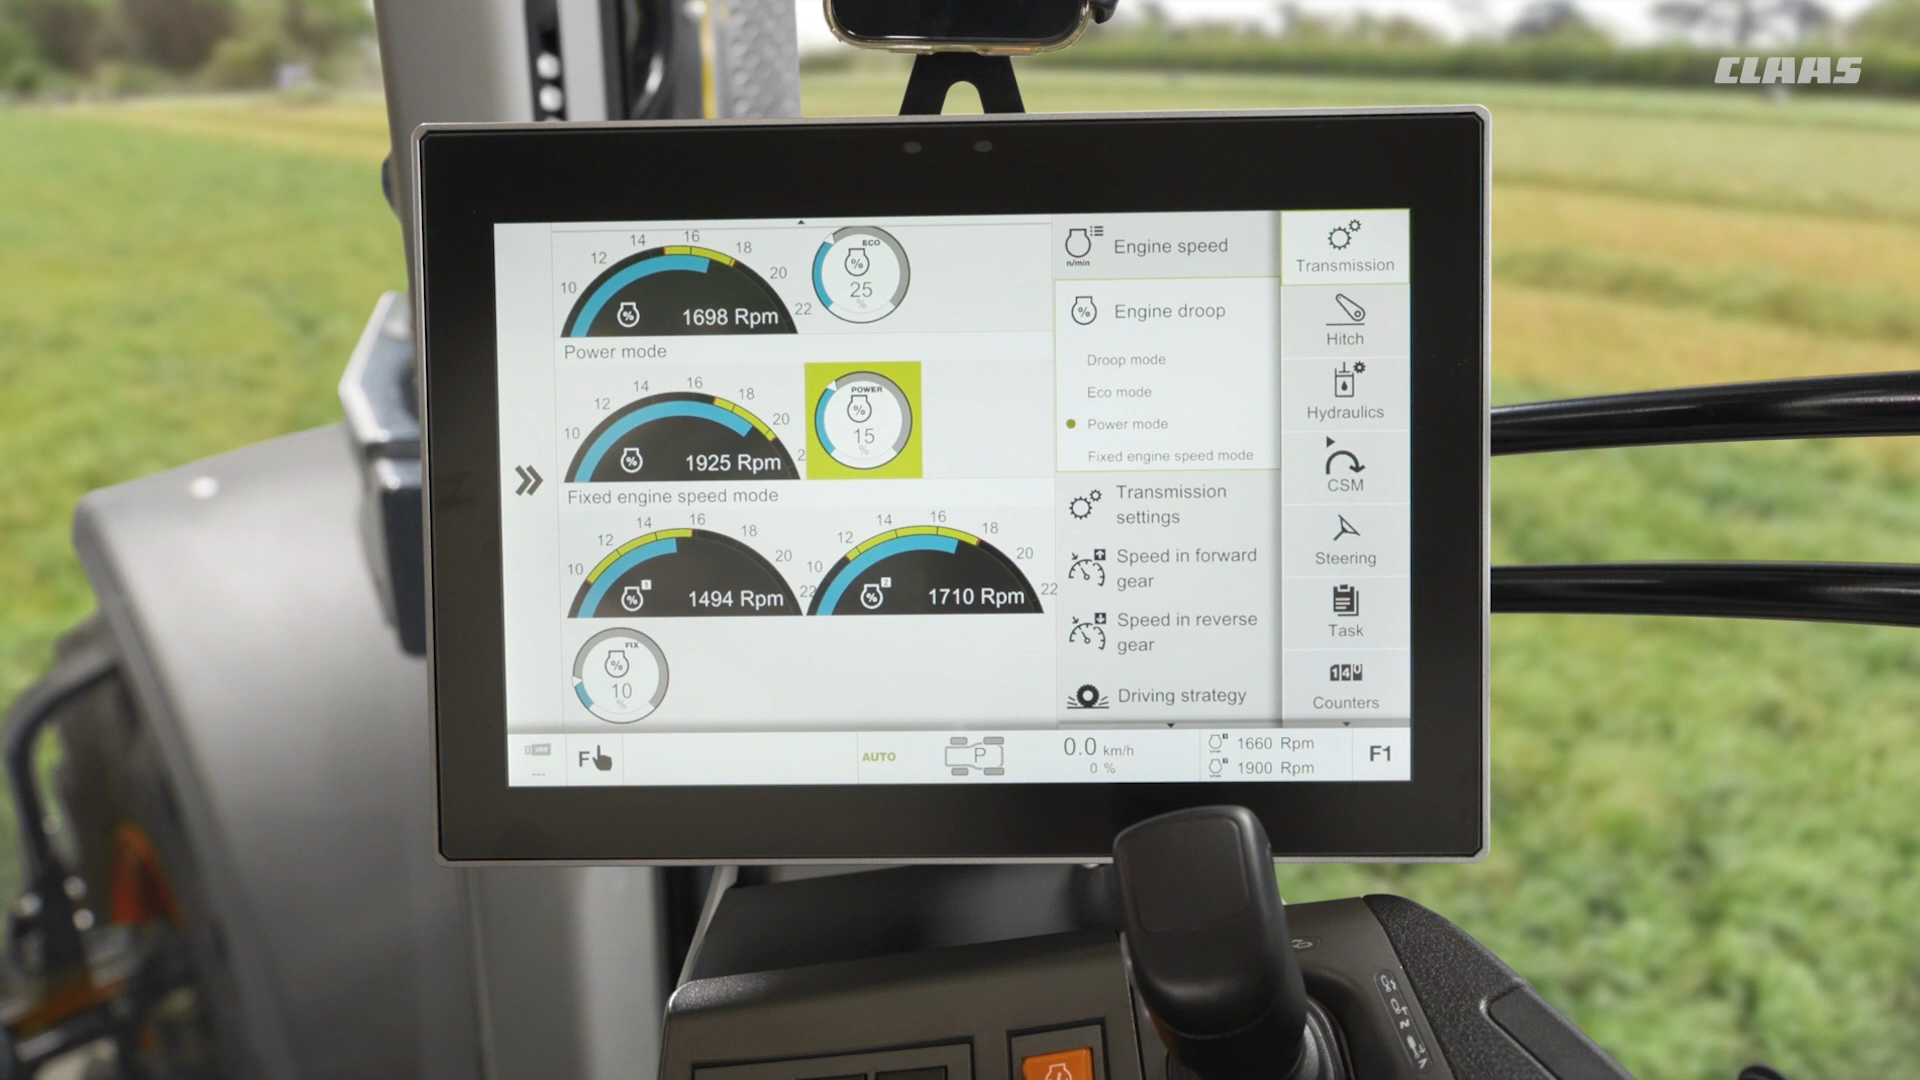 CLAAS
10 12 14 16 18 20 22
%
1698 Rpm
ECO
%
25
%
Power mode
10 12 14 16 18 20 2
%
1925 Rpm
POWER
%
15
%
Fixed engine speed mode
10 12 14 16 18 20 22
% 1
1494 Rpm
10 12 14 16 18 20 22
% 2
1710 Rpm
FIX
%
10
%
n/min
Engine speed
%
Engine droop
Droop mode
Eco mode
Power mode
Fixed engine speed mode
Transmission
settings
Speed in forward
gear
Speed in reverse
gear
Driving strategy
Transmission
Hitch
Hydraulics
CSM
Steering
Task
Counters
---
F
AUTO
P
0.0 km/h
0 %
1660 Rpm
1900 Rpm
F1